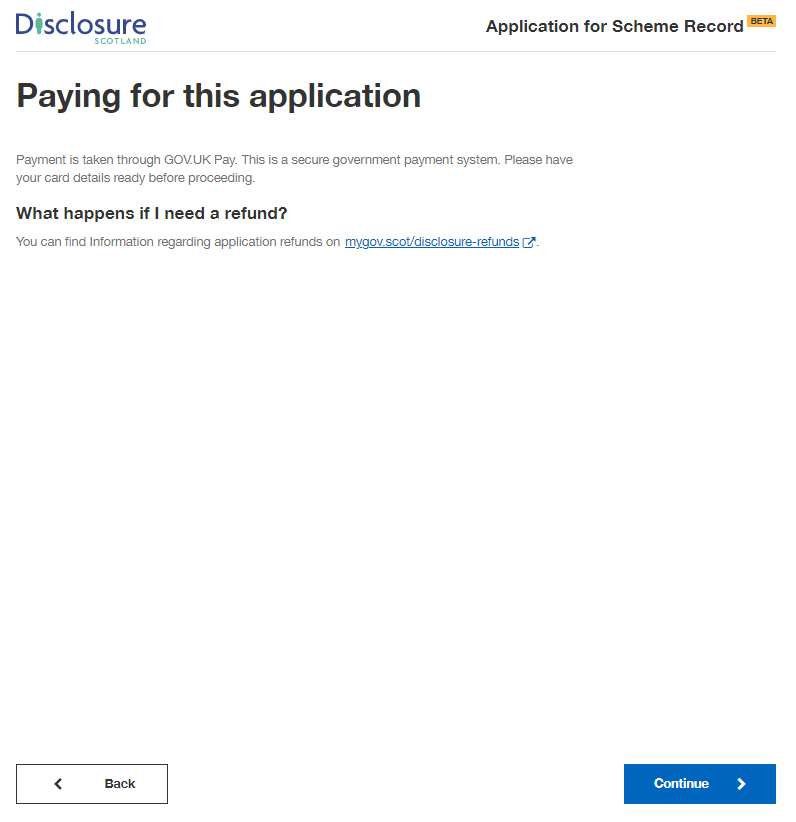 Disclosure
SCOTLAND
Application for Scheme Record BETA
Paying for this application
Payment is taken through GOV.UK Pay. This is a secure government payment system. Please have
your card details ready before proceeding.
What happens if I need a refund?
You can find Information regarding application refunds on mygov.scot/disclosure-refunds.
Back
Continue